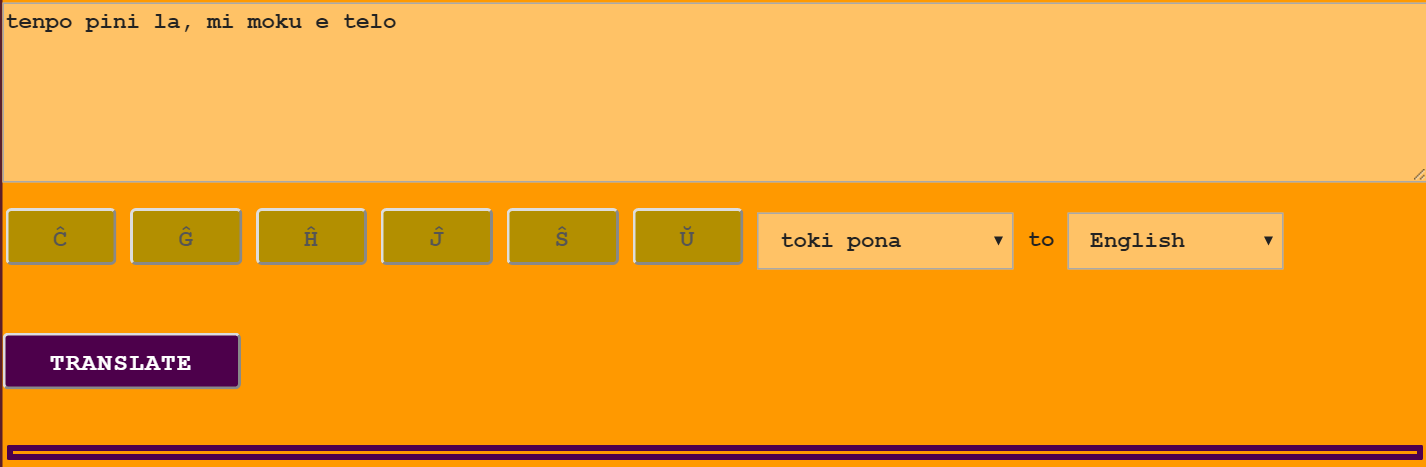 tenpo pini la, mi moku e telo
Ĉ Ĝ Ĥ Ĵ Ŝ Ŭ toki pona to English
TRANSLATE